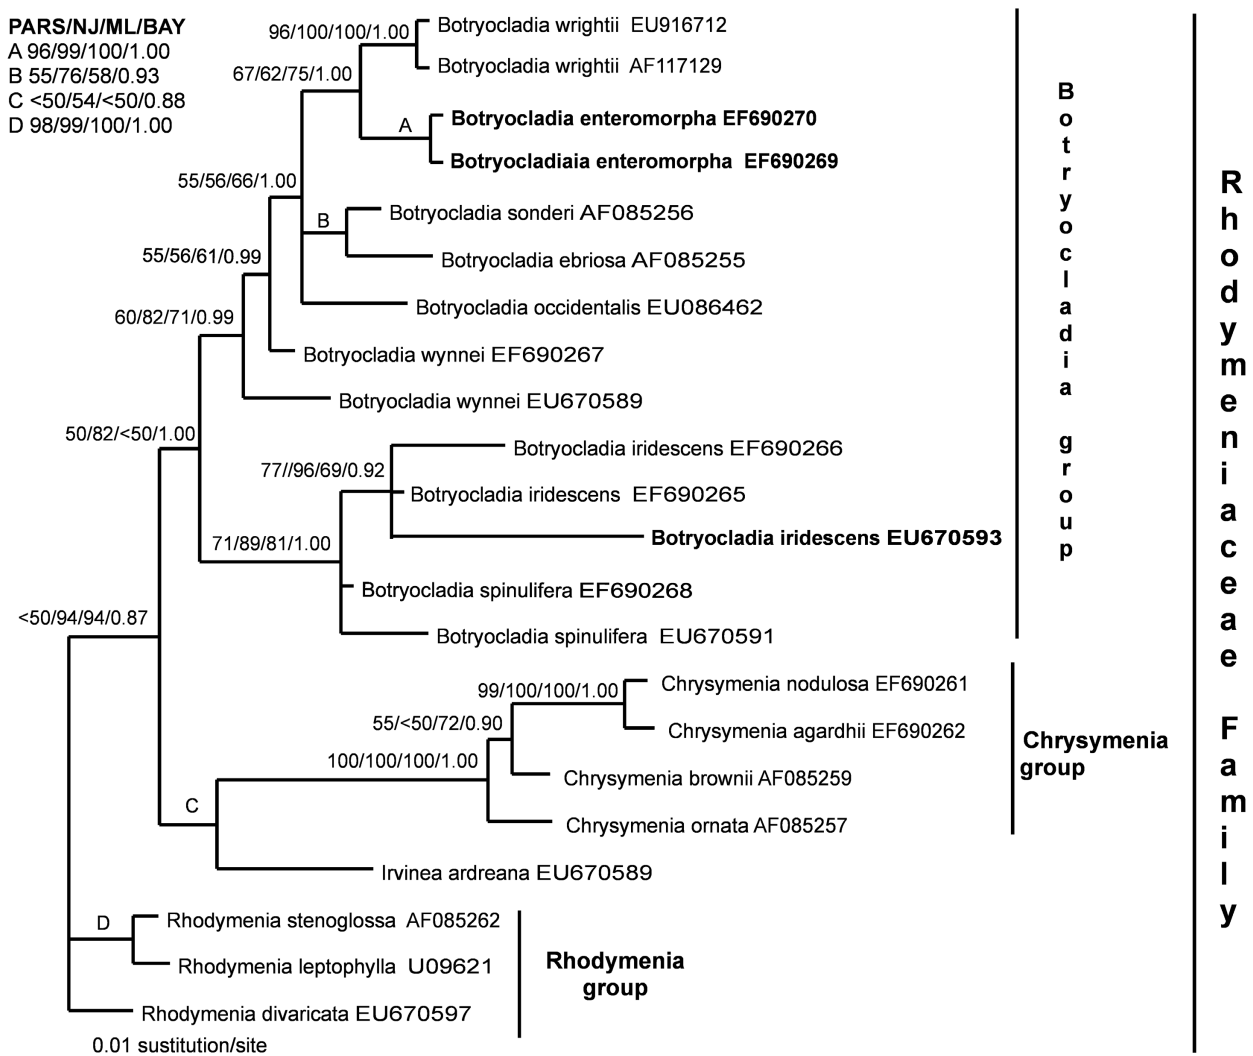 PARS/NJ/ML/BAY
A 96/99/100/1.00
B 55/76/58/0.93
C <50/54/<50/0.88
D 98/99/100/1.00
96/100/100/1.00
Botryocladia wrightii EU916712
Botryocladia wrightii AF117129
67/62/75/1.00
A
Botryocladia enteromorpha EF690270
Botryocladiaia enteromorpha EF690269
55/56/66/1.00
B
Botryocladia sonderi AF085256
Botryocladia ebriosa AF085255
55/56/61/0.99
Botryocladia occidentalis EU086462
60/82/71/0.99
Botryocladia wynnei EF690267
Botryocladia wynnei EU670589
50/82/<50/1.00
Botryocladia iridescens EF690266
77//96/69/0.92
Botryocladia iridescens EF690265
Botryocladia iridescens EU670593
71/89/81/1.00
Botryocladia spinulifera EF690268
Botryocladia spinulifera EU670591
<50/94/94/0.87
99/100/100/1.00
Chrysymenia nodulosa EF690261
55/<50/72/0.90
Chrysymenia agardhii EF690262
100/100/100/1.00
Chrysymenia brownii AF085259
Chrysymenia ornata AF085257
C
Irvinea ardreana EU670589
D
Rhodymenia stenoglossa AF085262
Rhodymenia leptophylla U09621
Rhodymenia divaricata EU670597
0.01 sustitution/site
Botryocladia group
Chrysymenia
group
Rhodymenia
group
Rhodymeniaceae Family